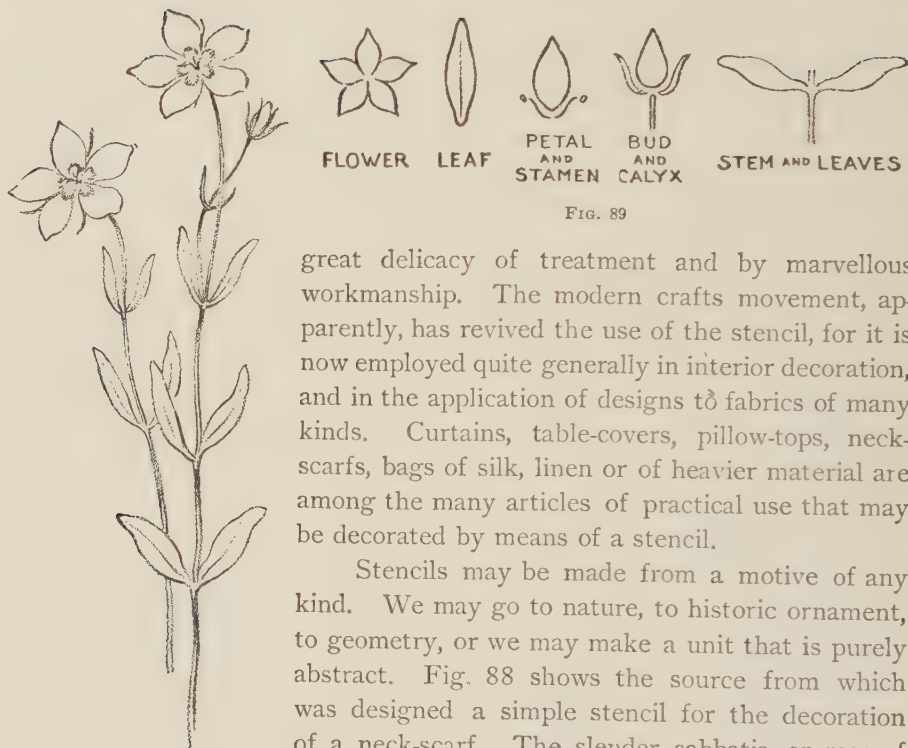 FLOWER LEAF PETAL AND STAMEN BUD AND CALYX STEM AND LEAVES
FIG. 89
great delicacy of treatment and by marvellous
workmanship. The modern crafts movement, ap-
parently, has revived the use of the stencil, for it is
now employed quite generally in interior decoration,
and in the application of designs to fabrics of many
kinds. Curtains, table-covers, pillow-tops, neck-
scarfs, bags of silk, linen or of heavier material are
among the many articles of practical use that may
be decorated by means of a stencil.
Stencils may be made from a motive of any
kind. We may go to nature, to historic ornament,
to geometry, or we may make a unit that is purely
abstract. Fig. 88 shows the source from which
was designed a simple stencil for the decoration
of a neck-scarf. The slender sabbatia